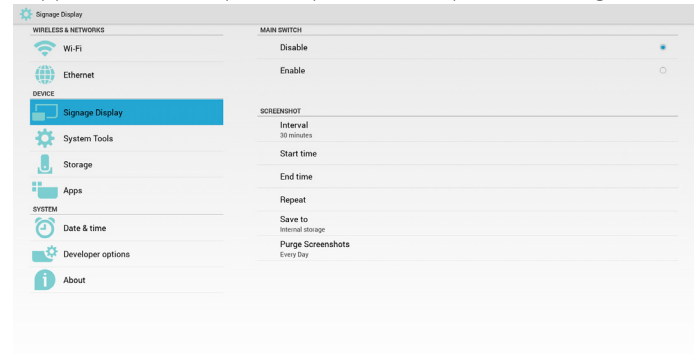 Signage Display
WIRELESS & NETWORKS
Wi-Fi
Ethernet
DEVICE
Signage Display
System Tools
Storage
Apps
SYSTEM
Date & time
Developer options
About
MAIN SWITCH
Disable
Enable
SCREENSHOT
Interval
30 minutes
Start time
End time
Repeat
Save to
Internal storage
Purge Screenshots
Every Day